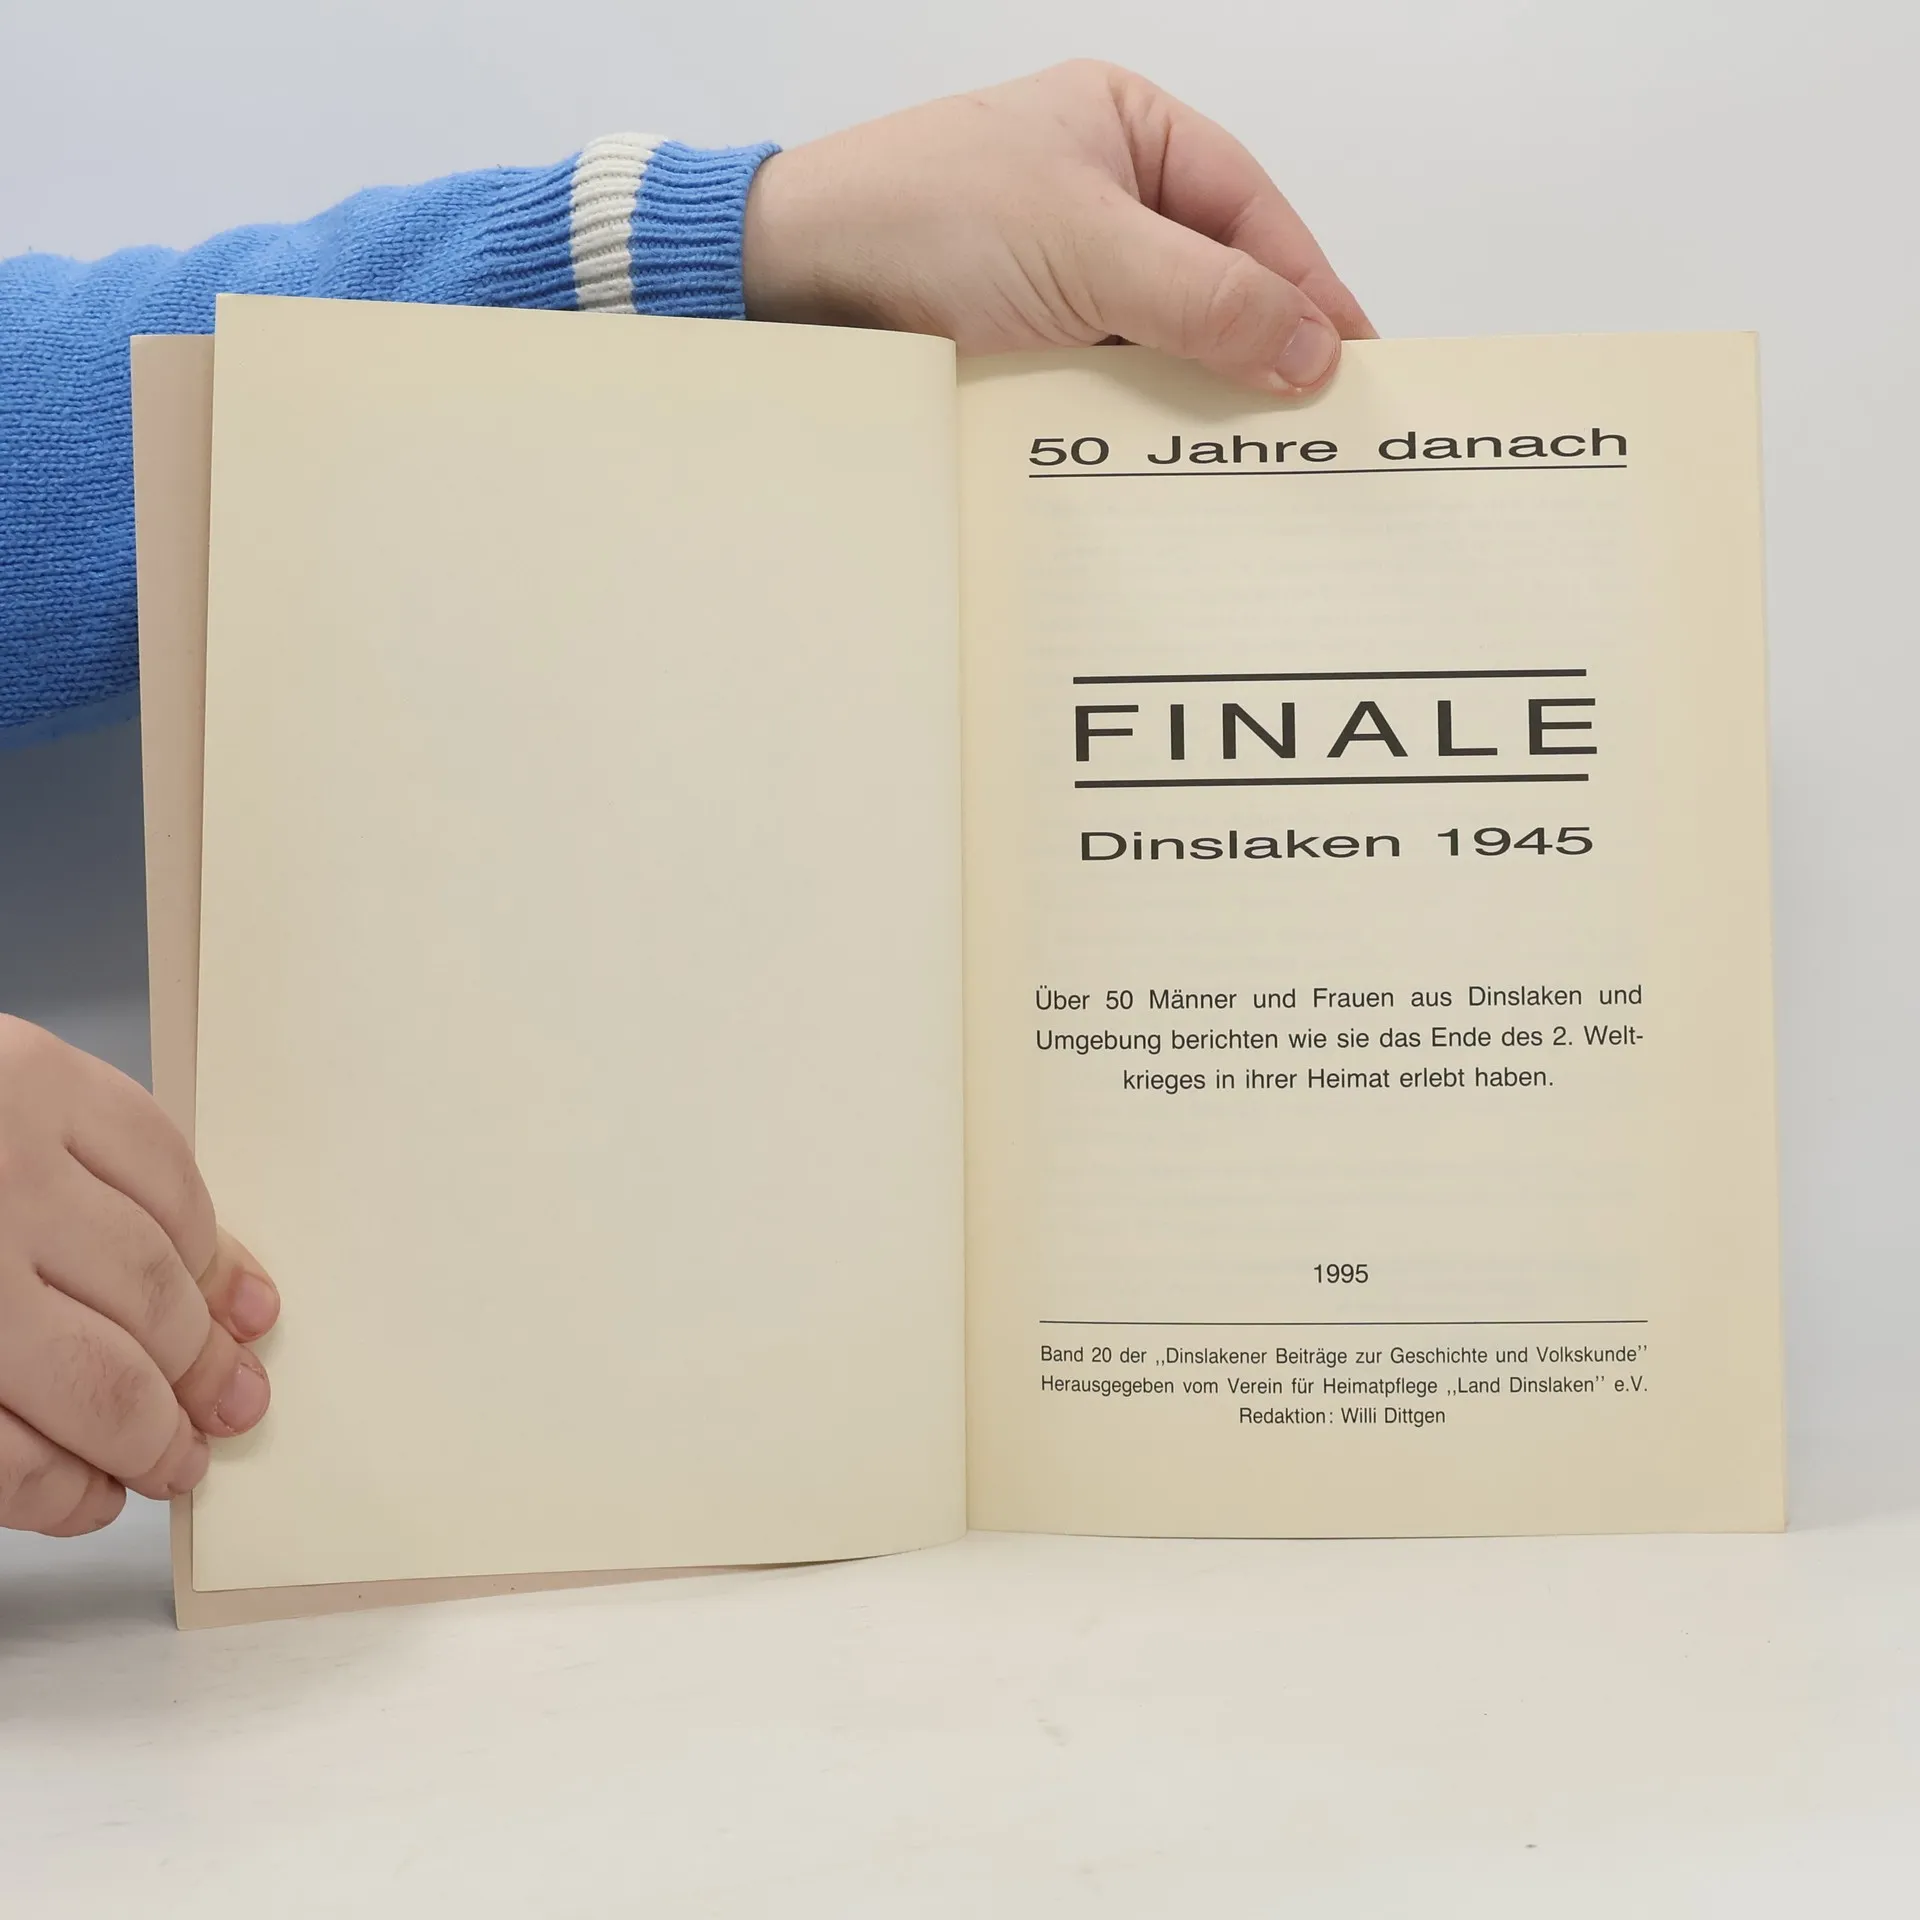 50 Jahre danach
FINALE
Dinslaken 1945
Über 50 Männer und Frauen aus Dinslaken und
Umgebung berichten wie sie das Ende des 2. Welt-
krieges in ihrer Heimat erlebt haben.
1995
Band 20 der ,,Dinslakener Beiträge zur Geschichte und Volkskunde’’
Herausgegeben vom Verein für Heimatpflege ,,Land Dinslaken’’ e.V.
Redaktion: Willi Dittgen